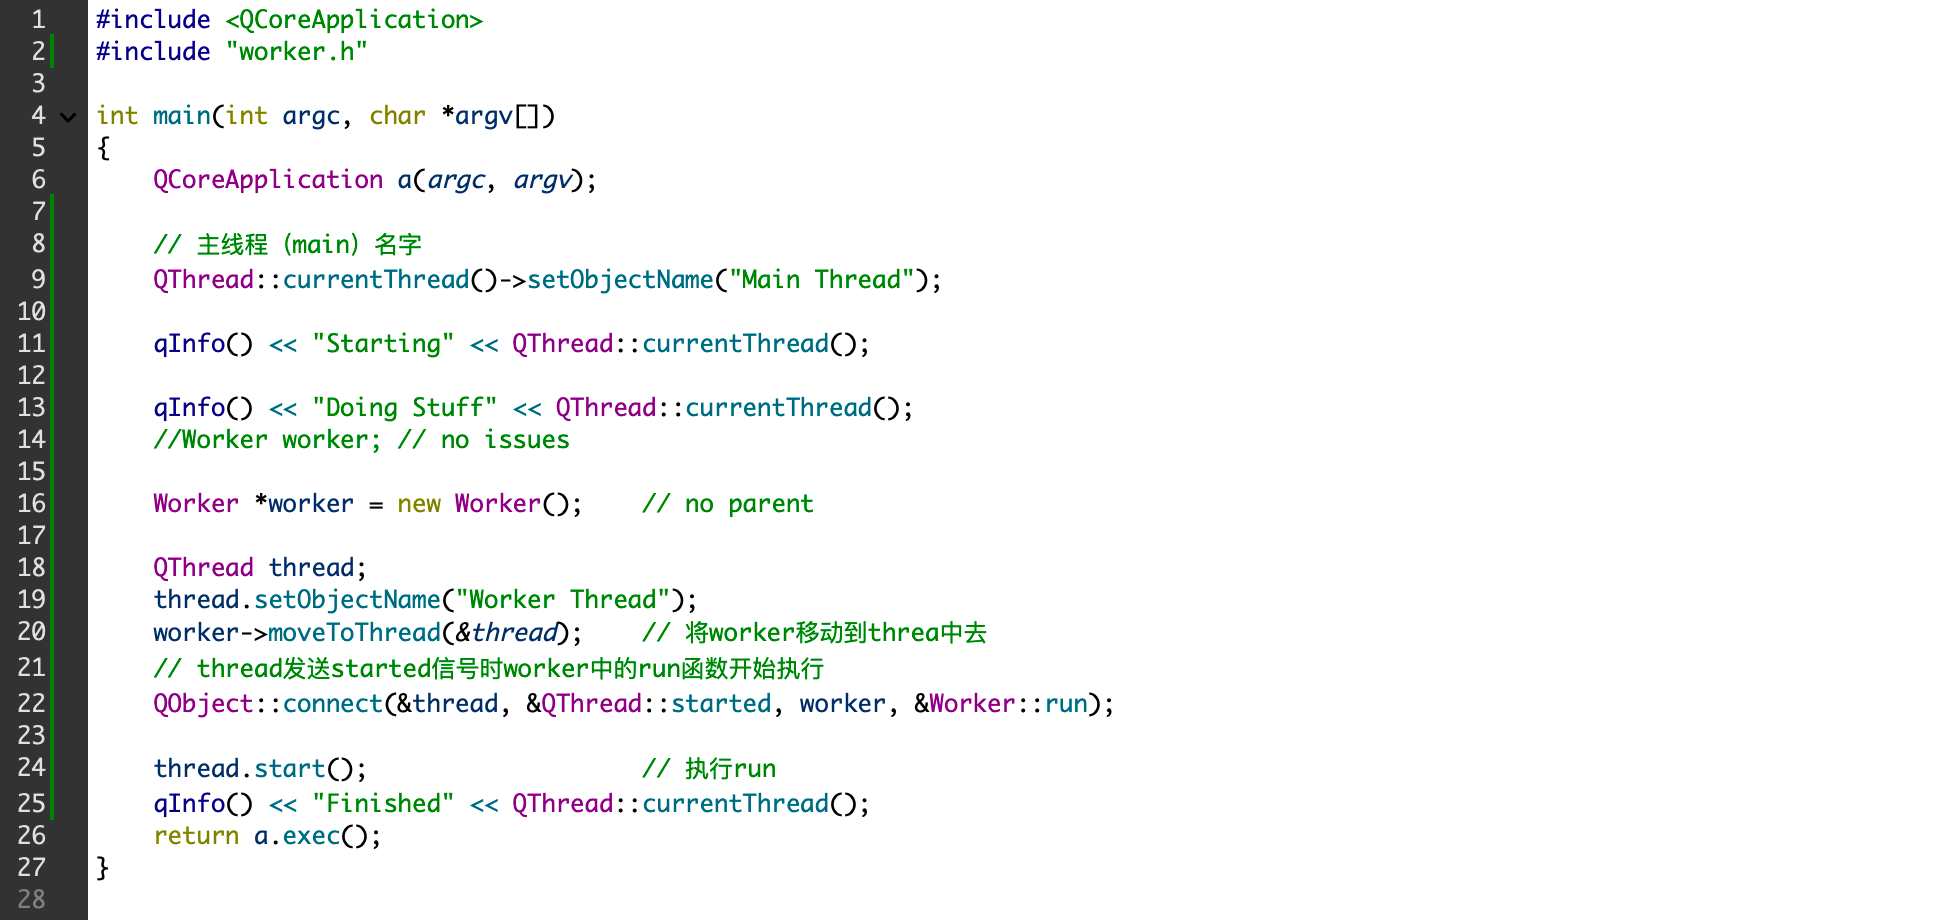 1 #include <QCoreApplication>
2 #include "worker.h"
3
4 int main(int argc, char *argv[])
5 {
6     QCoreApplication a(argc, argv);
7
8     // 主线程（main）名字
9     QThread::currentThread()->setObjectName("Main Thread");
10
11     qInfo() << "Starting" << QThread::currentThread();
12
13     qInfo() << "Doing Stuff" << QThread::currentThread();
14     //Worker worker; // no issues
15
16     Worker *worker = new Worker();    // no parent
17
18     QThread thread;
19     thread.setObjectName("Worker Thread");
20     worker->moveToThread(&thread);    // 将worker移动到threa中去
21     // thread发送started信号时worker中的run函数开始执行
22     QObject::connect(&thread, &QThread::started, worker, &Worker::run);
23
24     thread.start();                   // 执行run
25     qInfo() << "Finished" << QThread::currentThread();
26     return a.exec();
27 }
28